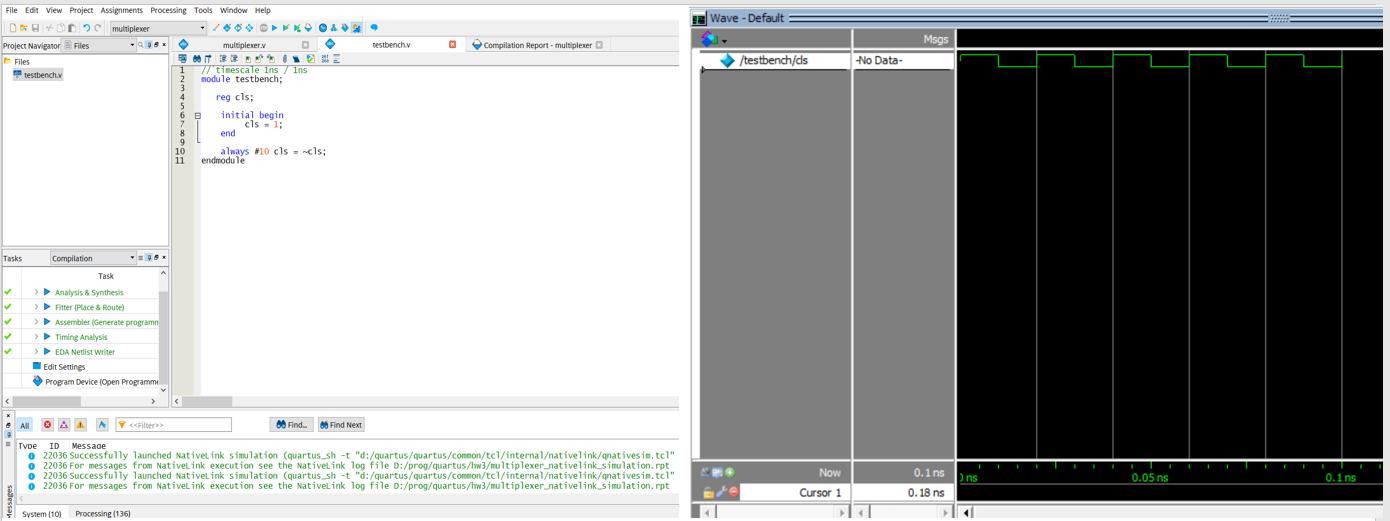 File Edit View Project Assignments Processing Tools Window Help
multiplexer
Project Navigator Files
Files
testbench.v
multiplexer.v testbench.v Compilation Report - multiplexer
1 // timescale 1ns / 1ns
2 module testbench;
3
4 reg cls;
5
6 initial begin
7 cls = 1;
8 end
9
10 always #10 cls = ~cls;
11 endmodule
Tasks Compilation
Task
Analysis & Synthesis
Fitter (Place & Route)
Assembler (Generate programm
Timing Analysis
EDA Netlist Writer
Edit Settings
Program Device (Open Programme
All <<Filter>> Find... Find Next
Type ID Message
22036 Successfully launched NativeLink simulation (quartus_sh -t "d:/quartus/quartus/common/tcl/internal/nativelink/qnativesim.tcl"
22036 For messages from NativeLink execution see the NativeLink log file D:/prog/quartus/hw3/multiplexer_nativelink_simulation.rpt
22036 Successfully launched NativeLink simulation (quartus_sh -t "d:/quartus/quartus/common/tcl/internal/nativelink/qnativesim.tcl"
22036 For messages from NativeLink execution see the NativeLink log file D:/prog/quartus/hw3/multiplexer_nativelink_simulation.rpt
Messages
System (10) Processing (136)
Wave - Default
Msgs
/testbench/cls -No Data-
Now 0.1 ns
ns 0.05 ns 0.1 ns
Cursor 1 0.18 ns